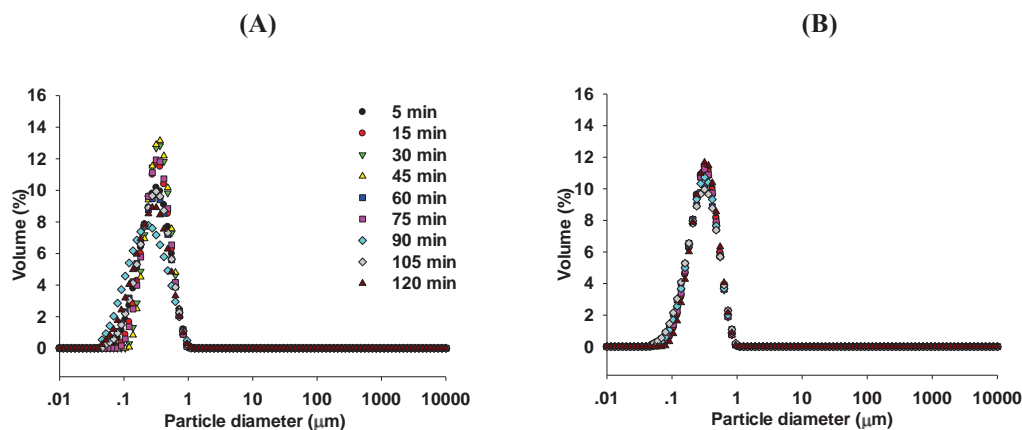 (A)
(B)
Volume (%)
16
14
12
10
8
6
4
2
0
.01 .1 1 10 100 1000 10000
Particle diameter (μm)
5 min
15 min
30 min
45 min
60 min
75 min
90 min
105 min
120 min
Volume (%)
16
14
12
10
8
6
4
2
0
.01 .1 1 10 100 1000 10000
Particle diameter (μm)